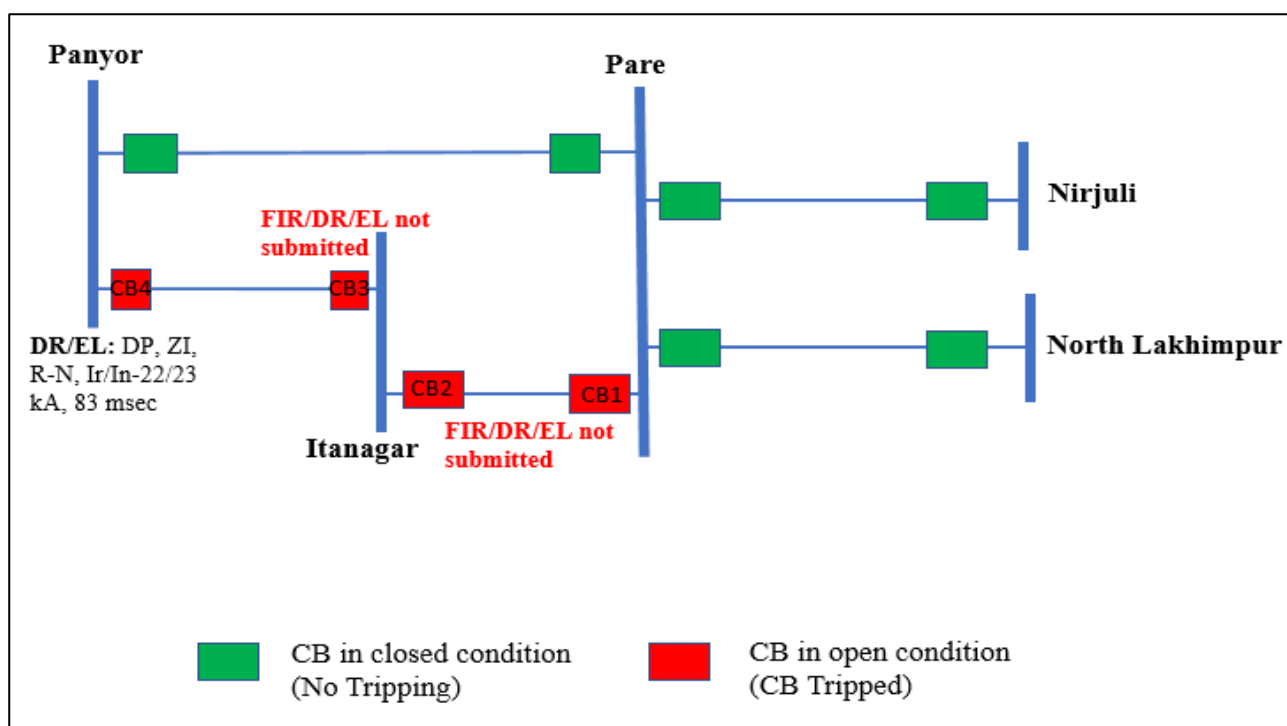 Panyor
Pare
Nirjuli
FIR/DR/EL not
submitted
CB4
CB3
DR/EL: DP, ZI,
R-N, Ir/In-22/23
kA, 83 msec
North Lakhimpur
CB2
CB1
Itanagar
FIR/DR/EL not
submitted
CB in closed condition
(No Tripping)
CB in open condition
(CB Tripped)